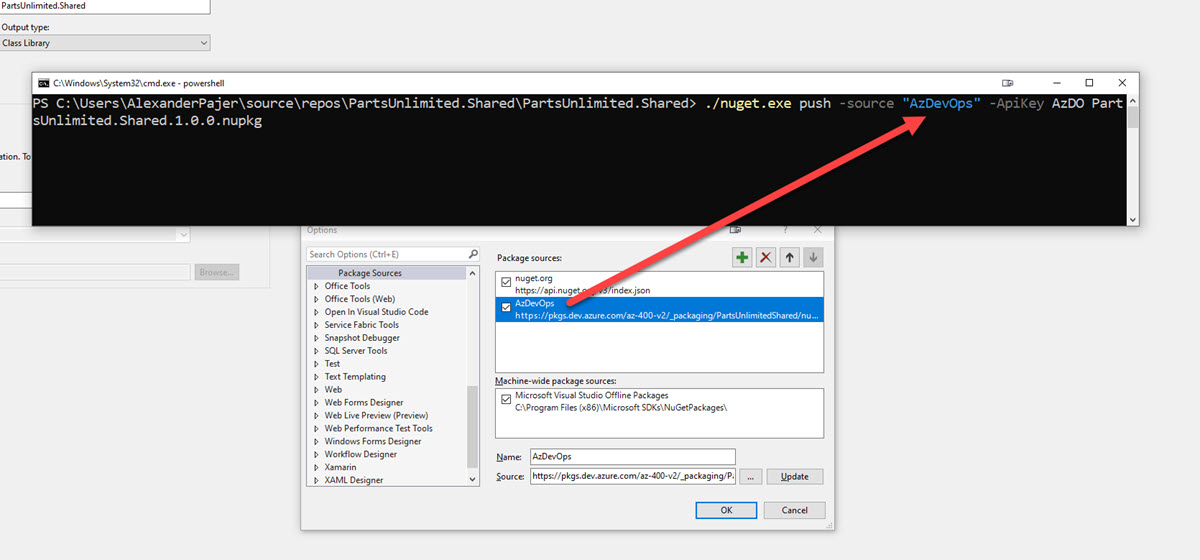 PartsUnlimited.Shared
Output type:
Class Library
C:\Windows\System32\cmd.exe - powershell
PS C:\Users\AlexanderPajer\source\repos\PartsUnlimited.Shared\PartsUnlimited.Shared> ./nuget.exe push -source "AzDevOps" -ApiKey AzDO Part
sUnlimited.Shared.1.0.0.nupkg
ation. To
Browse...
Options
Search Options (Ctrl+E)
Package Sources
Office Tools
Office Tools (Web)
Open In Visual Studio Code
Service Fabric Tools
Snapshot Debugger
SQL Server Tools
Test
Text Templating
Web
Web Forms Designer
Web Live Preview (Preview)
Web Performance Test Tools
Windows Forms Designer
Workflow Designer
Xamarin
XAML Designer
Package sources:
nuget.org
https://api.nuget.org/v3/index.json
AzDevOps
https://pkgs.dev.azure.com/az-400-v2/_packaging/PartsUnlimitedShared/nu...
Machine-wide package sources:
Microsoft Visual Studio Offline Packages
C:\Program Files (x86)\Microsoft SDKs\NuGetPackages\
Name: AzDevOps
Source: https://pkgs.dev.azure.com/az-400-v2/_packaging/Pa ... Update
OK Cancel